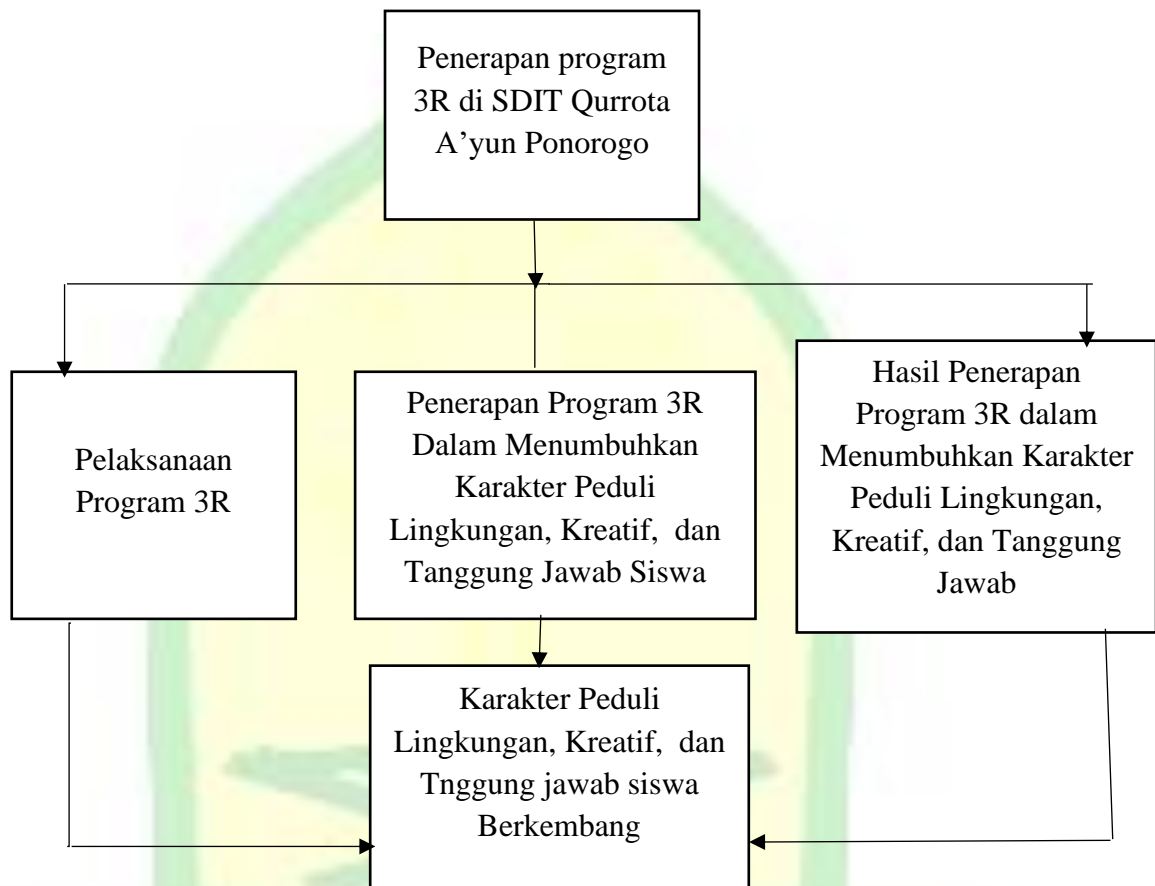 Penerapan program
3R di SDIT Qurrota
A’yun Ponorogo
Pelaksanaan
Program 3R
Penerapan Program 3R
Dalam Menumbuhkan
Karakter Peduli
Lingkungan, Kreatif, dan
Tanggung Jawab Siswa
Hasil Penerapan
Program 3R dalam
Menumbuhkan Karakter
Peduli Lingkungan,
Kreatif, dan Tanggung
Jawab
Karakter Peduli
Lingkungan, Kreatif, dan
Tnggung jawab siswa
Berkembang